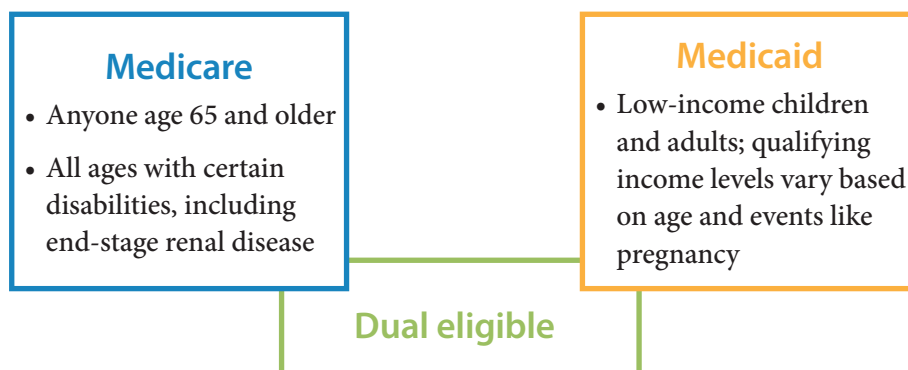 Medicare
• Anyone age 65 and older
• All ages with certain
disabilities, including
end-stage renal disease
Medicaid
• Low-income children
and adults; qualifying
income levels vary based
on age and events like
pregnancy
Dual eligible